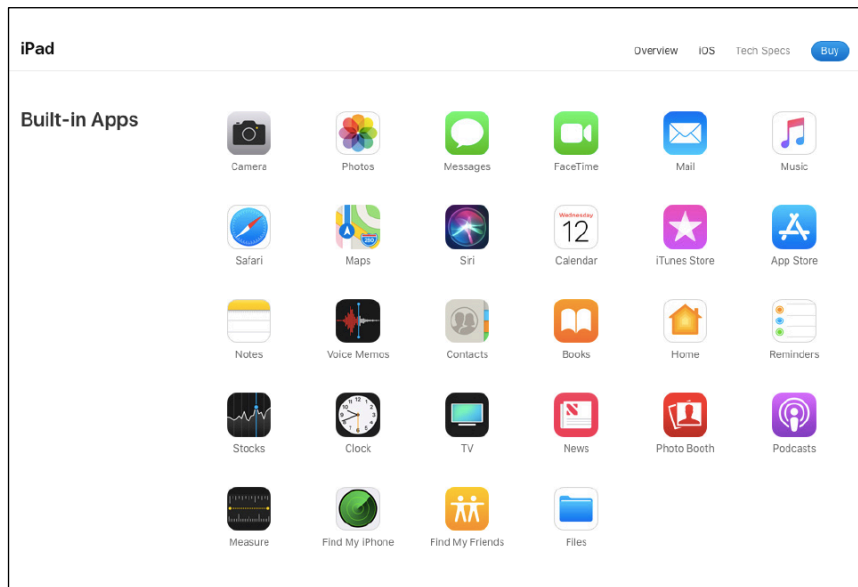 iPad
Overview iOS Tech Specs Buy
Built-in Apps
Camera Photos Messages FaceTime Mail Music
Wednesday
12
280
Safari Maps Siri Calendar iTunes Store App Store
Notes Voice Memos Contacts Books Home Reminders
Stocks Clock TV News Photo Booth Podcasts
Measure Find My iPhone Find My Friends Files